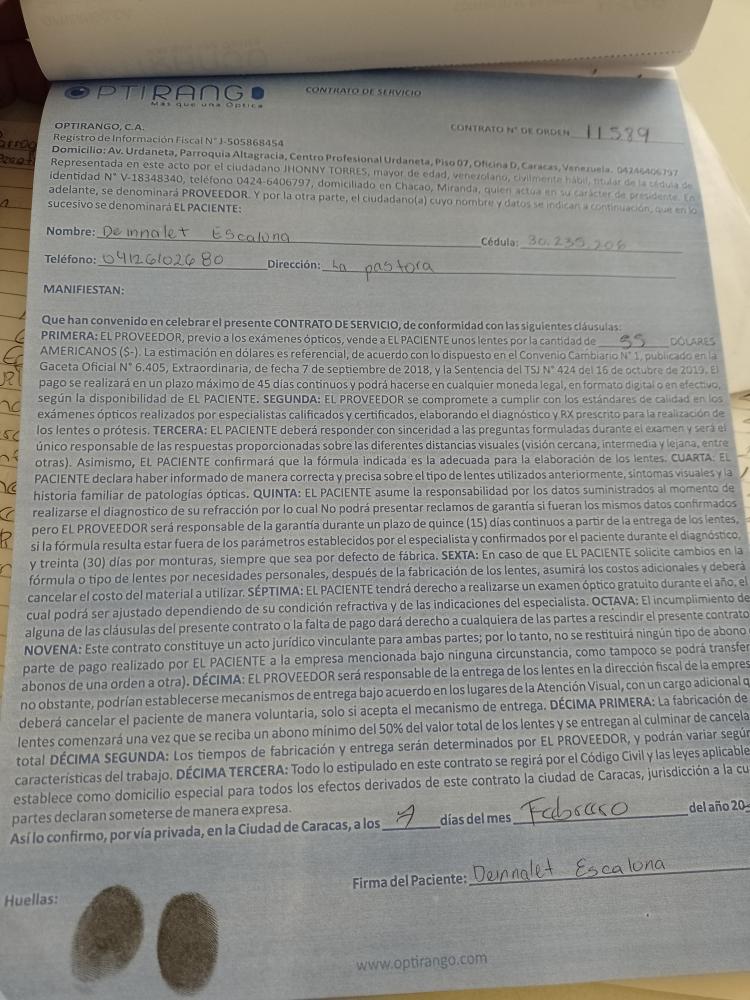 OPTIRANGO
Más que una Óptica
CONTRATO DE SERVICIO
OPTIRANGO, C.A.
CONTRATO N° DE ORDEN 11589
Registro de Información Fiscal N° J-505868454
Domicilio: Av. Urdaneta, Parroquia Altagracia, Centro Profesional Urdaneta, Piso 07, Oficina D, Caracas, Venezuela. 04246406797
Representada en este acto por el ciudadano JHONNY TORRES, mayor de edad, venezolano, civilmente hábil, titular de la cédula de
identidad N° V-18348340, teléfono 0424-6406797, domiciliado en Chacao, Miranda, quien actúa en su carácter de presidente. En
adelante, se denominará PROVEEDOR. Y por la otra parte, el ciudadano(a) cuyo nombre y datos se indican a continuación, que en lo
sucesivo se denominará EL PACIENTE:
Nombre: Deinnalet Escalona Cédula: 30.235.206
Teléfono: 04126102680 Dirección: La pastora
MANIFIESTAN:
Que han convenido en celebrar el presente CONTRATO DE SERVICIO, de conformidad con las siguientes cláusulas:
PRIMERA: EL PROVEEDOR, previo a los exámenes ópticos, vende a EL PACIENTE unos lentes por la cantidad de DÓLARES
AMERICANOS ($-). La estimación en dólares es referencial, de acuerdo con lo dispuesto en el Convenio Cambiario N° 1, publicado en la
Gaceta Oficial N° 6.405, Extraordinaria, de fecha 7 de septiembre de 2018, y la Sentencia del TSJ N° 424 del 16 de octubre de 2019. El
pago se realizará en un plazo máximo de 45 días continuos y podrá hacerse en cualquier moneda legal, en formato digital o en efectivo,
según la disponibilidad de EL PACIENTE. SEGUNDA: EL PROVEEDOR se compromete a cumplir con los estándares de calidad en los
exámenes ópticos realizados por especialistas calificados y certificados, elaborando el diagnóstico y RX prescrito para la realización de
los lentes o prótesis. TERCERA: EL PACIENTE deberá responder con sinceridad a las preguntas formuladas durante el examen y será el
único responsable de las respuestas proporcionadas sobre las diferentes distancias visuales (visión cercana, intermedia y lejana, entre
otras). Asimismo, EL PACIENTE confirmará que la fórmula indicada es la adecuada para la elaboración de los lentes. CUARTA: EL
PACIENTE declara haber informado de manera correcta y precisa sobre el tipo de lentes utilizados anteriormente, síntomas visuales y la
historia familiar de patologías ópticas. QUINTA: EL PACIENTE asume la responsabilidad por los datos suministrados al momento de
realizarse el diagnostico de su refracción por lo cual No podrá presentar reclamos de garantía si fueran los mismos datos confirmados
pero EL PROVEEDOR será responsable de la garantía durante un plazo de quince (15) días continuos a partir de la entrega de los lentes,
si la fórmula resulta estar fuera de los parámetros establecidos por el especialista y confirmados por el paciente durante el diagnóstico,
y treinta (30) días por monturas, siempre que sea por defecto de fábrica. SEXTA: En caso de que EL PACIENTE solicite cambios en la
fórmula o tipo de lentes por necesidades personales, después de la fabricación de los lentes, asumirá los costos adicionales y deberá
cancelar el costo del material a utilizar. SÉPTIMA: EL PACIENTE tendrá derecho a realizarse un examen óptico gratuito durante el año, el
cual podrá ser ajustado dependiendo de su condición refractiva y de las indicaciones del especialista. OCTAVA: El incumplimiento de
alguna de las cláusulas del presente contrato o la falta de pago dará derecho a cualquiera de las partes a rescindir el presente contrato
NOVENA: Este contrato constituye un acto jurídico vinculante para ambas partes; por lo tanto, no se restituirá ningún tipo de abono
parte de pago realizado por EL PACIENTE a la empresa mencionada bajo ninguna circunstancia, como tampoco se podrá transfer
abonos de una orden a otra). DÉCIMA: EL PROVEEDOR será responsable de la entrega de los lentes en la dirección fiscal de la empres
no obstante, podrían establecerse mecanismos de entrega bajo acuerdo en los lugares de la Atención Visual, con un cargo adicional q
deberá cancelar el paciente de manera voluntaria, solo si acepta el mecanismo de entrega. DÉCIMA PRIMERA: La fabricación de
lentes comenzará una vez que se reciba un abono mínimo del 50% del valor total de los lentes y se entregan al culminar de cancela
total DÉCIMA SEGUNDA: Los tiempos de fabricación y entrega serán determinados por EL PROVEEDOR, y podrán variar según
características del trabajo. DÉCIMA TERCERA: Todo lo estipulado en este contrato se regirá por el Código Civil y las leyes aplicable
establece como domicilio especial para todos los efectos derivados de este contrato la ciudad de Caracas, jurisdicción a la cu
partes declaran someterse de manera expresa.
Así lo confirmo, por vía privada, en la Ciudad de Caracas, a los 7 días del mes Febrero del año 20
Firma del Paciente: Deinnalet Escalona
Huellas:
www.optirango.com